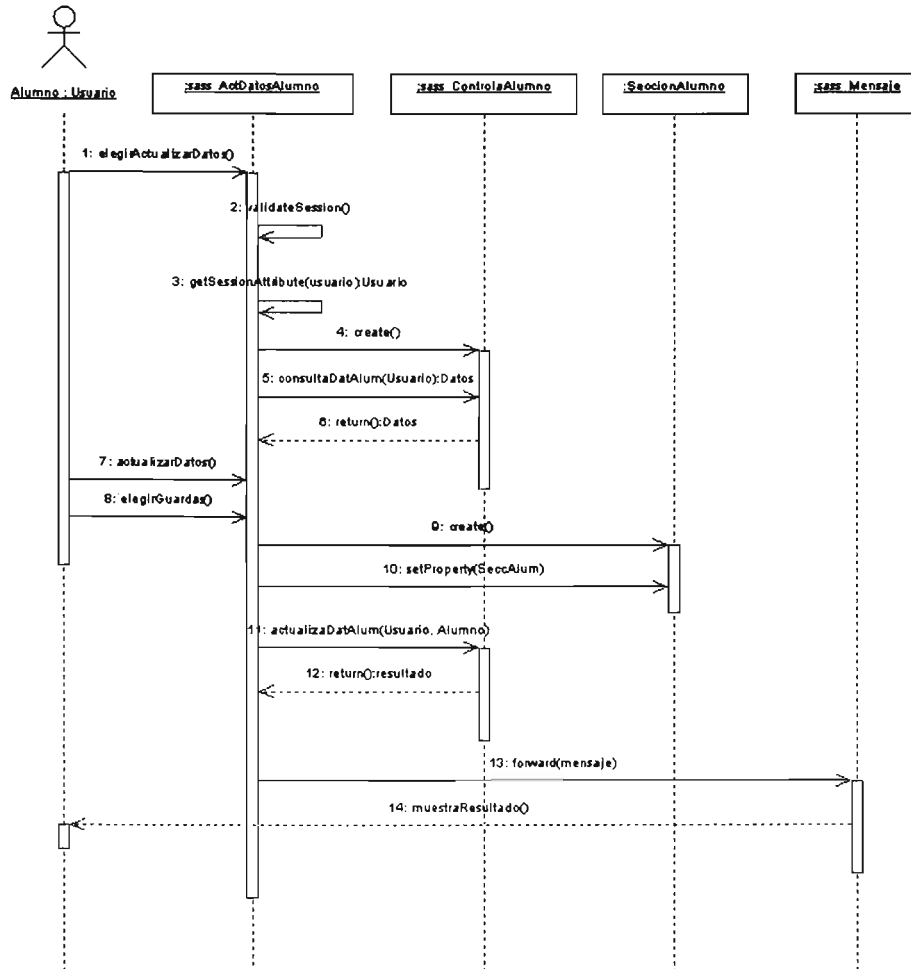 Alumno : Usuario
:sass_ActDatosAlumno
:sass_ControlaAlumno
:SeccionAlumno
:sass_Mensaje
1: elegirActualizarDatos()
2: validateSession()
3: getSessionAttribute(usuario):Usuario
4: create()
5: consultaDatAlum(Usuario):Datos
6: return():Datos
7: actualizarDatos()
8: elegirGuardas()
9: create()
10: setProperty(SeccAlum)
11: actualizaDatAlum(Usuario, Alumno)
12: return():resultado
13: forward(mensaje)
14: muestraResultado()